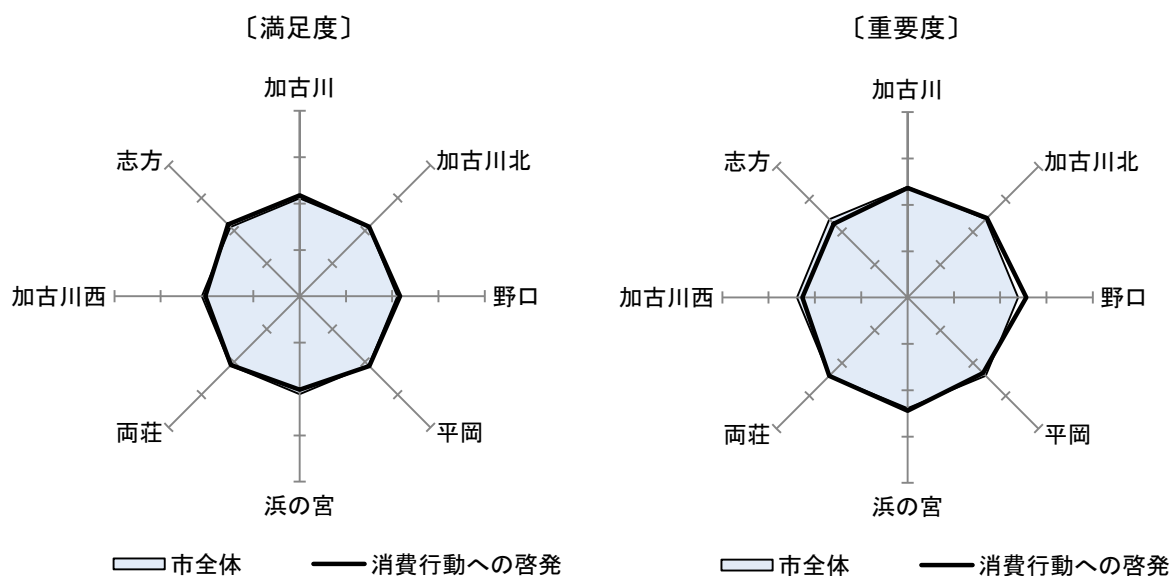 〔満足度〕
加古川
加古川北
野口
平岡
浜の宮
両荘
加古川西
志方
市全体
消費行動への啓発
〔重要度〕
加古川
加古川北
野口
平岡
浜の宮
両荘
加古川西
志方
市全体
消費行動への啓発